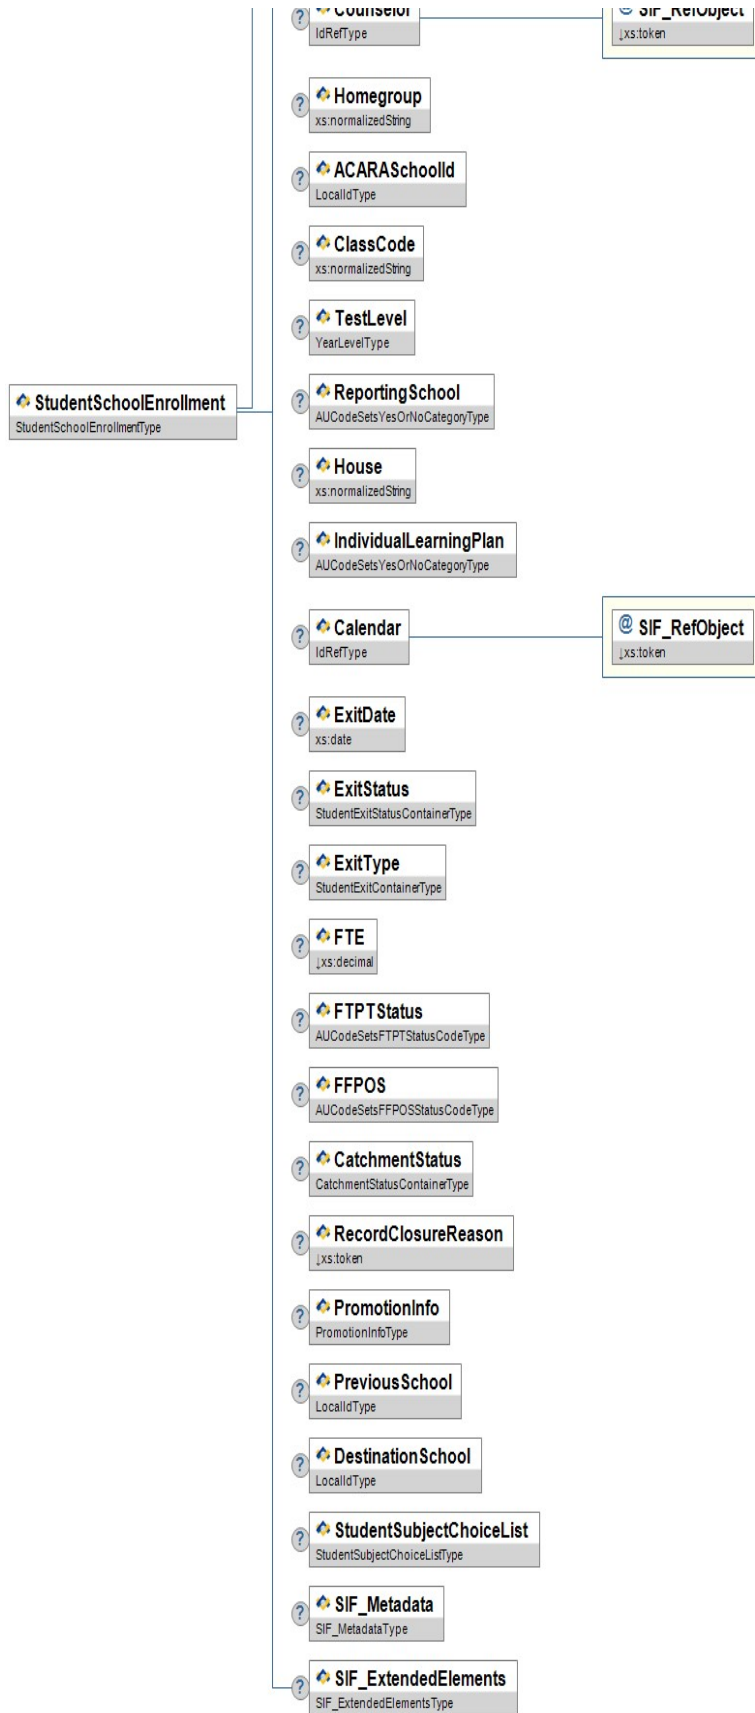 Counselor
SIF_RefObject
IdRefType
↓xs:token
? Homegroup
xs:normalizedString
? ACARASchoolId
LocalIdType
? ClassCode
xs:normalizedString
? TestLevel
YearLevelType
StudentSchoolEnrollment
StudentSchoolEnrollmentType
? ReportingSchool
AUCodeSetsYesOrNoCategoryType
? House
xs:normalizedString
? IndividualLearningPlan
AUCodeSetsYesOrNoCategoryType
? Calendar
IdRefType
@ SIF_RefObject
↓xs:token
? ExitDate
xs:date
? ExitStatus
StudentExitStatusContainerType
? ExitType
StudentExitContainerType
? FTE
↓xs:decimal
? FTPTStatus
AUCodeSetsFTPTStatusCodeType
? FFPOS
AUCodeSetsFFPOSStatusCodeType
? CatchmentStatus
CatchmentStatusContainerType
? RecordClosureReason
↓xs:token
? PromotionInfo
PromotionInfoType
? PreviousSchool
LocalIdType
? DestinationSchool
LocalIdType
? StudentSubjectChoiceList
StudentSubjectChoiceListType
? SIF_Metadata
SIF_MetadataType
? SIF_ExtendedElements
SIF_ExtendedElementsType